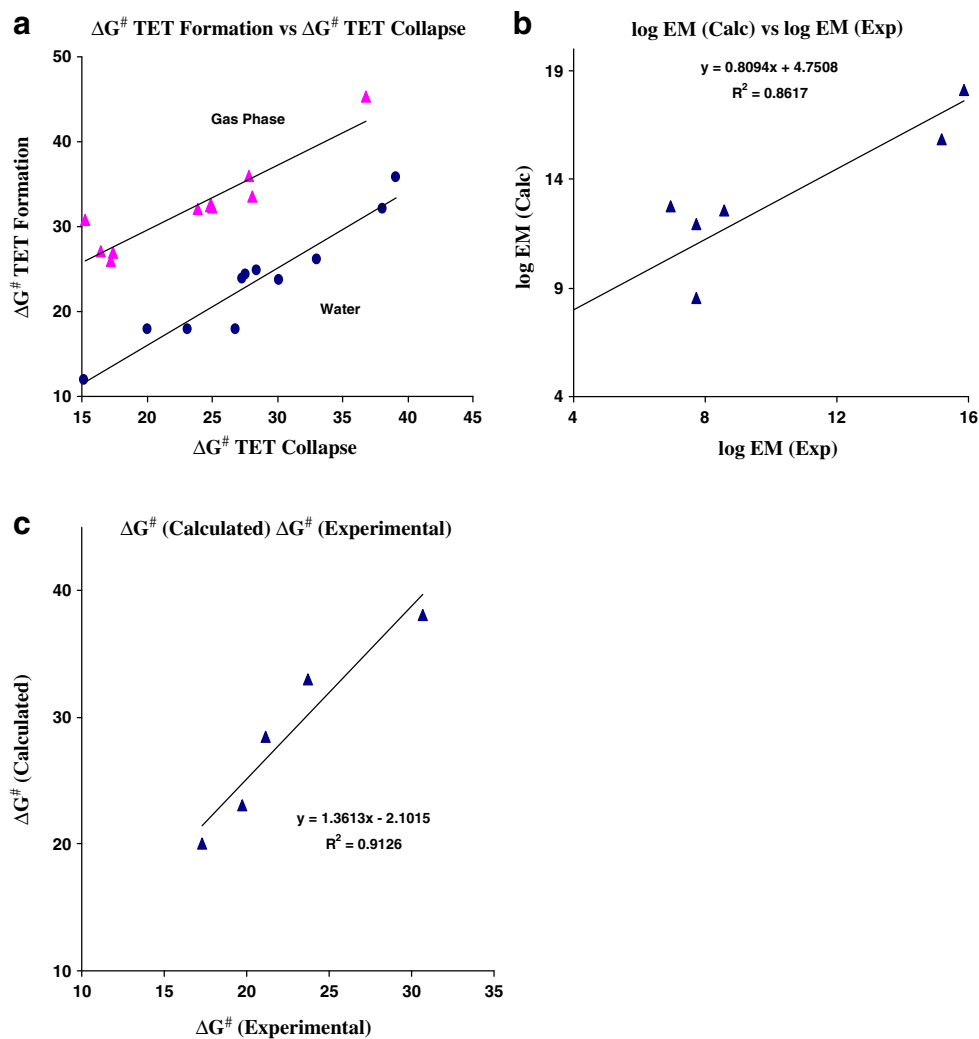 a
ΔG# TET Formation vs ΔG# TET Collapse
50
40
30
20
10
ΔG# TET Formation
Gas Phase
Water
15 20 25 30 35 40 45
ΔG# TET Collapse
b
log EM (Calc) vs log EM (Exp)
y = 0.8094x + 4.7508
R2 = 0.8617
19
14
9
4
log EM (Calc)
4 8 12 16
log EM (Exp)
c
ΔG# (Calculated) ΔG# (Experimental)
40
30
20
10
ΔG# (Calculated)
y = 1.3613x - 2.1015
R2 = 0.9126
10 15 20 25 30 35
ΔG# (Experimental)